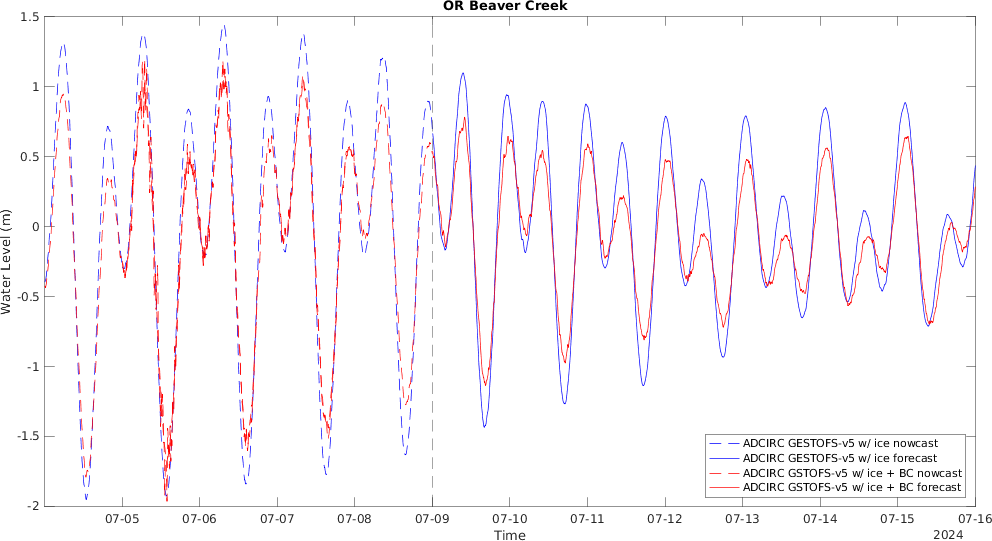 OR Beaver Creek
1.5
1
0.5
0
-0.5
-1
-1.5
-2
Water Level (m)
07-05 07-06 07-07 07-08 07-09 07-10 07-11 07-12 07-13 07-14 07-15 07-16
Time
2024
ADCIRC GESTOFS-v5 w/ ice nowcast
ADCIRC GESTOFS-v5 w/ ice forecast
ADCIRC GSTOFS-v5 w/ ice + BC nowcast
ADCIRC GSTOFS-v5 w/ ice + BC forecast